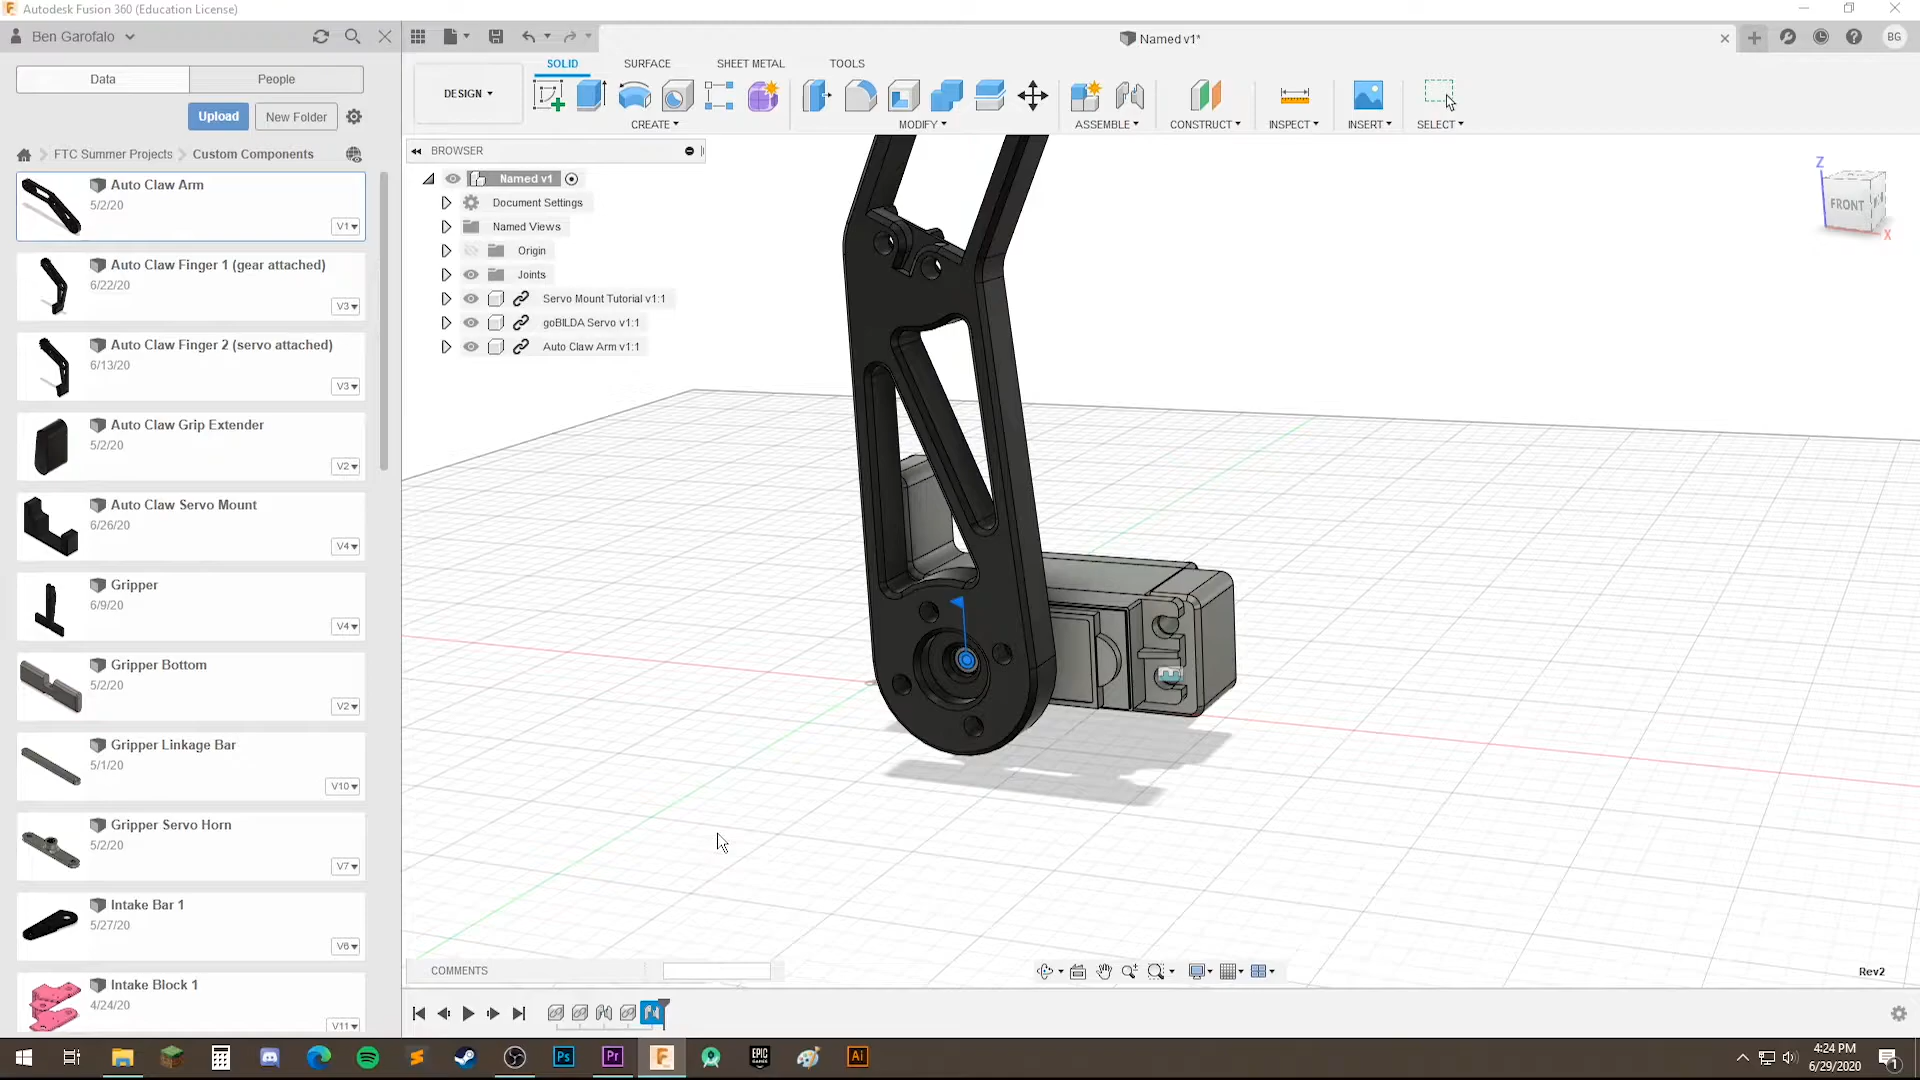 Autodesk Fusion 360 (Education License)
Ben Garofalo
Named v1*
BG
Data
People
SOLID
SURFACE
SHEET METAL
TOOLS
DESIGN
Upload
New Folder
CREATE
MODIFY
ASSEMBLE
CONSTRUCT
INSPECT
INSERT
SELECT
FTC Summer Projects
Custom Components
BROWSER
Named v1
Document Settings
Named Views
Origin
Joints
Servo Mount Tutorial v1:1
goBILDA Servo v1:1
Auto Claw Arm v1:1
Z
FRONT
X
Auto Claw Arm
5/2/20
V1
Auto Claw Finger 1 (gear attached)
6/22/20
V3
Auto Claw Finger 2 (servo attached)
6/13/20
V3
Auto Claw Grip Extender
5/2/20
V2
Auto Claw Servo Mount
6/26/20
V4
Gripper
6/9/20
V4
Gripper Bottom
5/2/20
V2
Gripper Linkage Bar
5/1/20
V10
Gripper Servo Horn
5/2/20
V7
Intake Bar 1
5/27/20
V6
Intake Block 1
4/24/20
V11
COMMENTS
Rev2
Ps
Pr
F
EPIC
GAMES
Ai
4:24 PM
6/29/2020
1